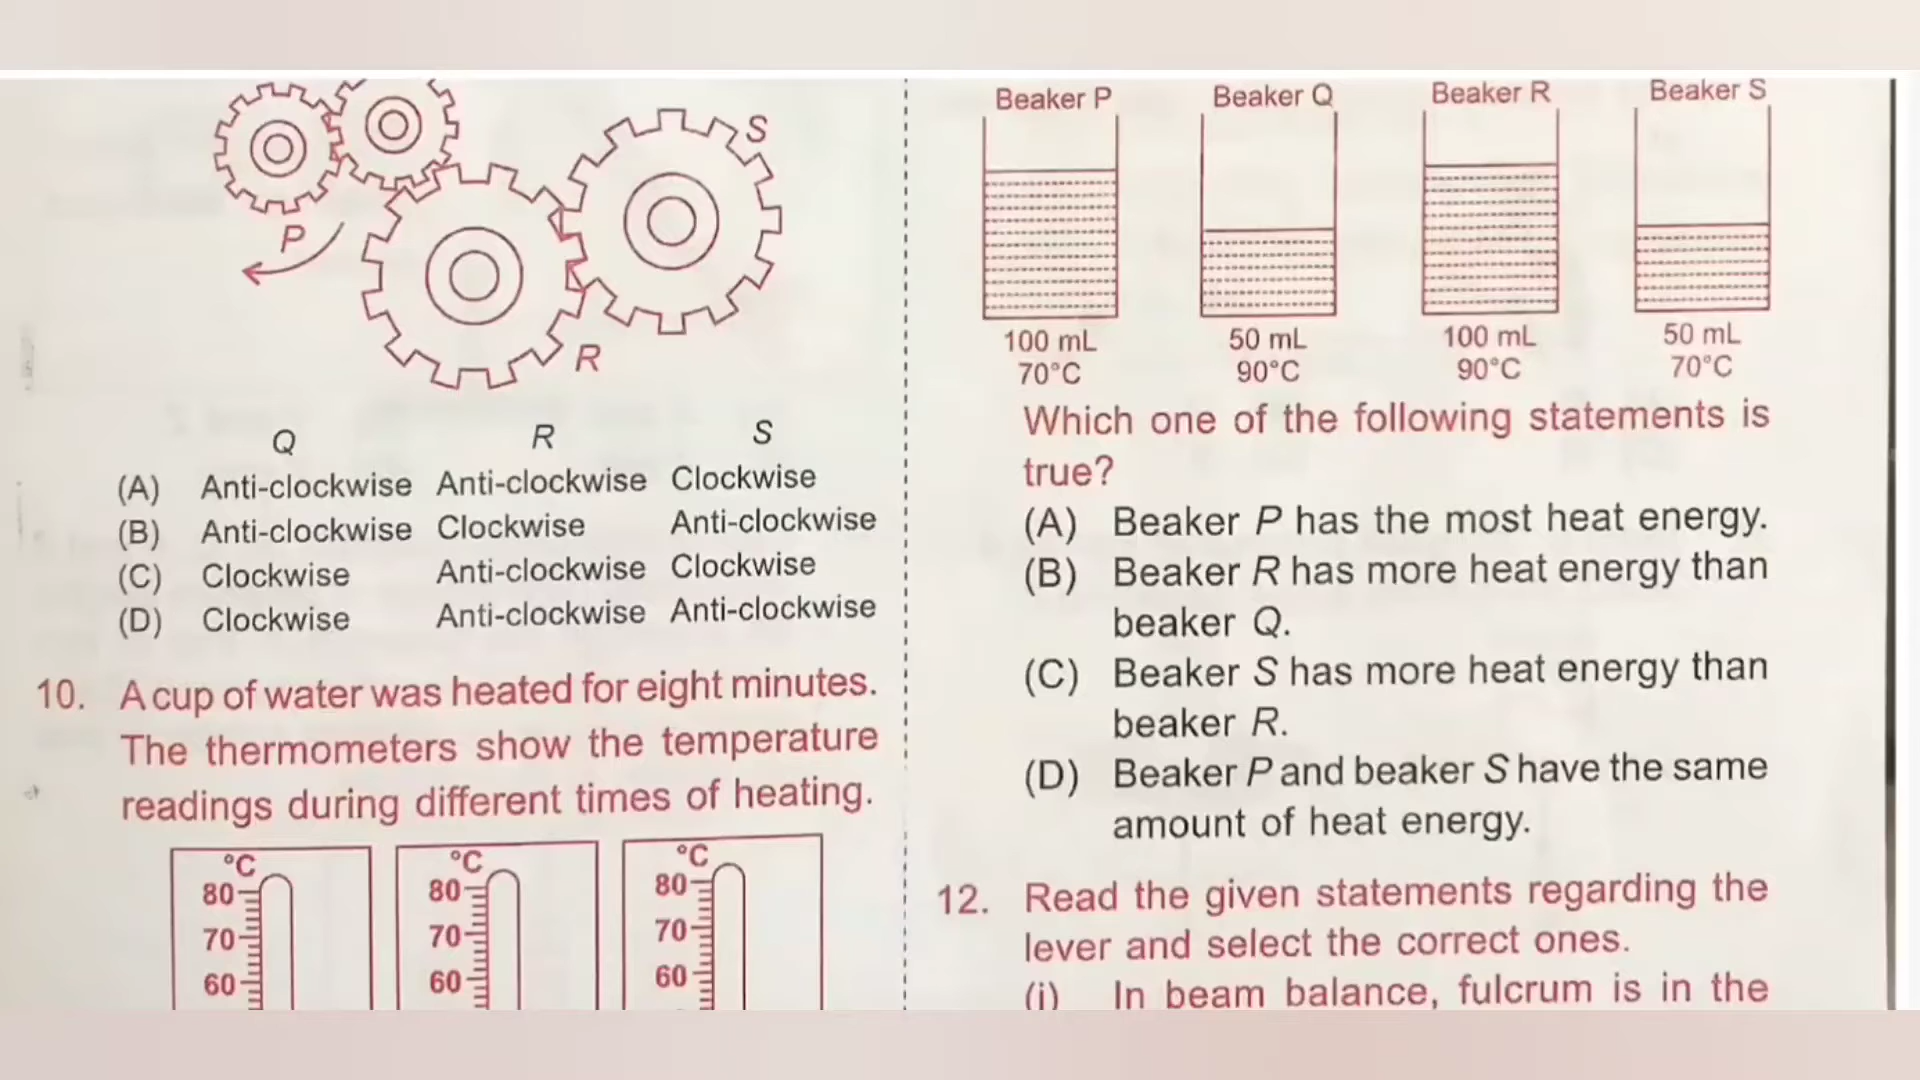 P
S
R
Q R S
(A) Anti-clockwise Anti-clockwise Clockwise
(B) Anti-clockwise Clockwise Anti-clockwise
(C) Clockwise Anti-clockwise Clockwise
(D) Clockwise Anti-clockwise Anti-clockwise
10. A cup of water was heated for eight minutes.
The thermometers show the temperature
readings during different times of heating.
°C °C °C
80 80 80
70 70 70
60 60 60
Beaker P Beaker Q Beaker R Beaker S
100 mL 50 mL 100 mL 50 mL
70°C 90°C 90°C 70°C
Which one of the following statements is
true?
(A) Beaker P has the most heat energy.
(B) Beaker R has more heat energy than
beaker Q.
(C) Beaker S has more heat energy than
beaker R.
(D) Beaker P and beaker S have the same
amount of heat energy.
12. Read the given statements regarding the
lever and select the correct ones.
(i) In beam balance, fulcrum is in the